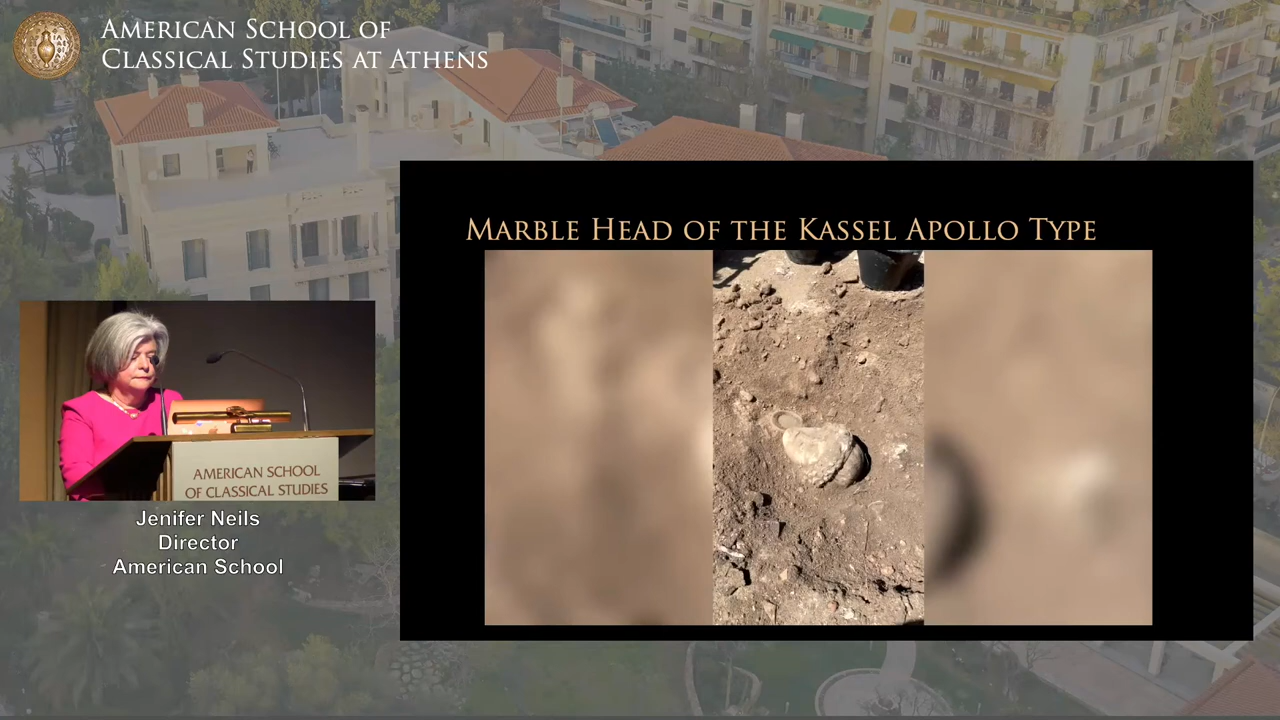 American School of
Classical Studies at Athens
Marble Head of the Kassel Apollo Type
AMERICAN SCHOOL
OF CLASSICAL STUDIES
Jenifer Neils
Director
American School